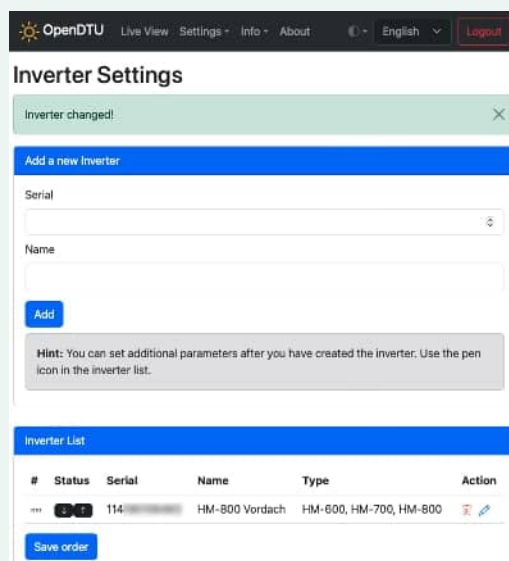 OpenDTU Live View Settings Info About English Logout
Inverter Settings
Inverter changed!
Add a new Inverter
Serial
Name
Add
Hint: You can set additional parameters after you have created the inverter. Use the pen
icon in the inverter list.
Inverter List
# Status Serial Name Type Action
114 HM-800 Vordach HM-600, HM-700, HM-800
Save order